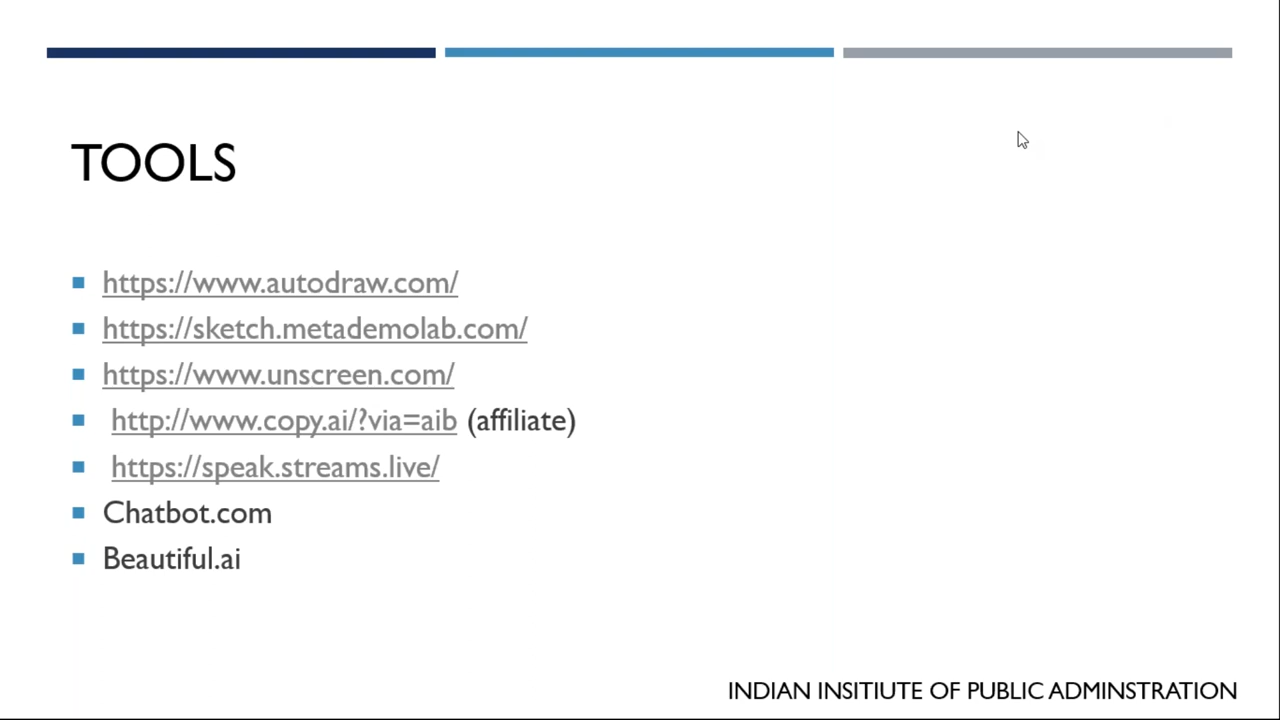 TOOLS
https://www.autodraw.com/
https://sketch.metademolab.com/
https://www.unscreen.com/
http://www.copy.ai/?via=aib (affiliate)
https://speak.streams.live/
Chatbot.com
Beautiful.ai
INDIAN INSITIUTE OF PUBLIC ADMINSTRATION